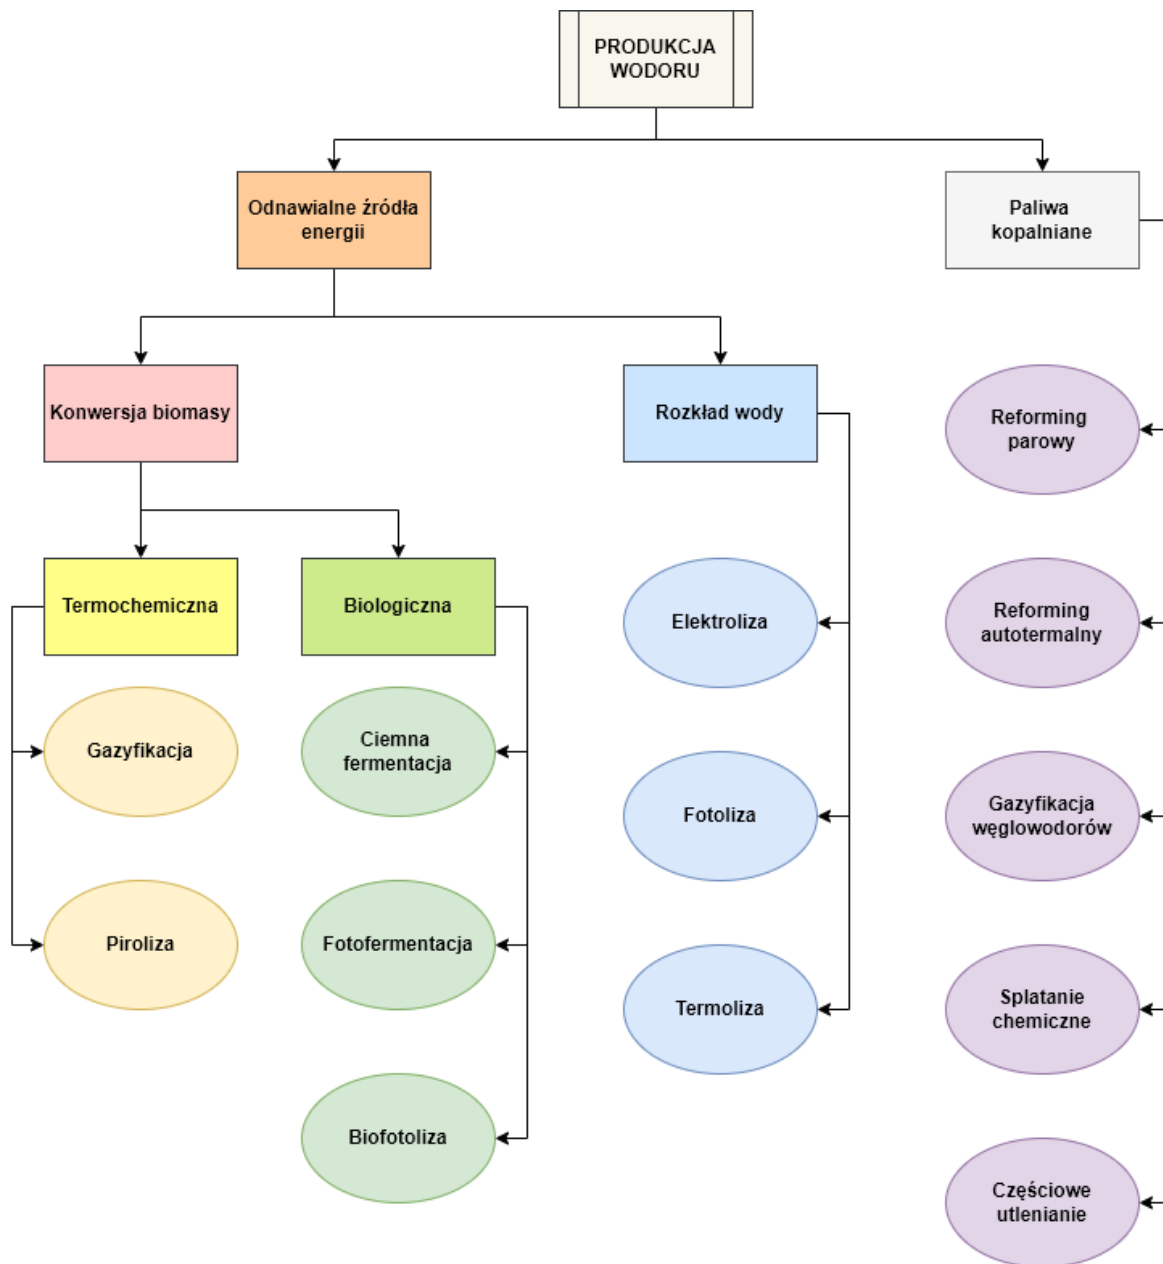 PRODUKCJA
WODORU
Odnawialne źródła
energii
Paliwa
kopalniane
Konwersja biomasy
Rozkład wody
Reforming
parowy
Termochemiczna
Biologiczna
Elektroliza
Reforming
autotermalny
Gazyfikacja
Ciemna
fermentacja
Fotoliza
Gazyfikacja
węglowodorów
Piroliza
Fotofermentacja
Termoliza
Splatanie
chemiczne
Biofotoliza
Częściowe
utlenianie